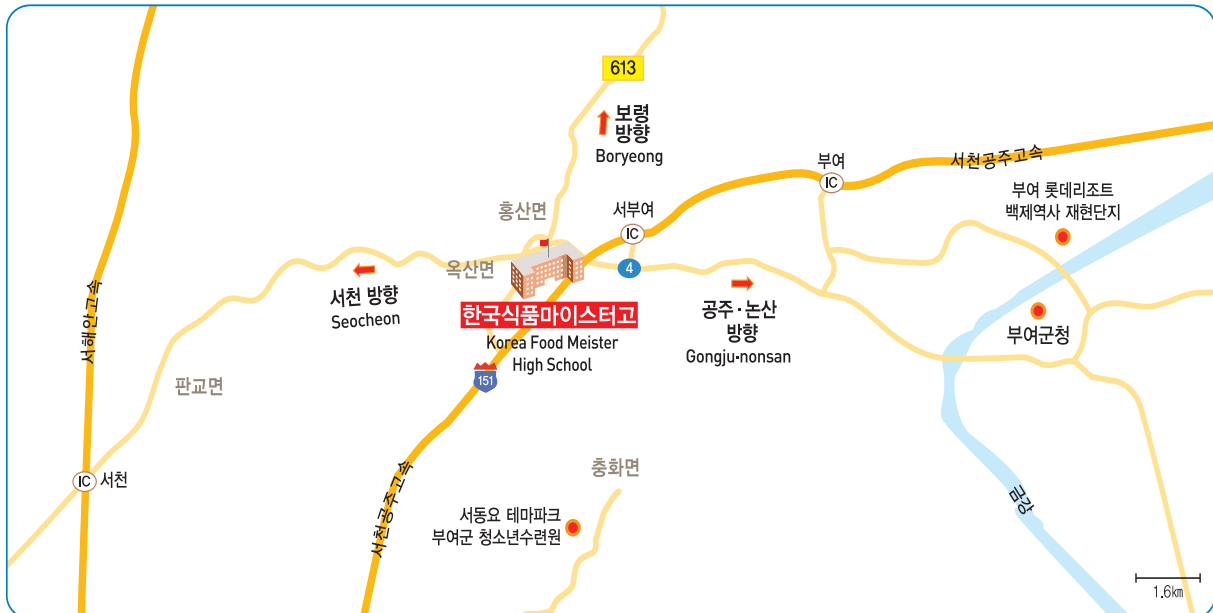 613
보령
방향
Boryeong
서천공주고속
부여
IC
부여 롯데리조트
백제역사 재현단지
홍산면
서부여
IC
옥산면
4
서천 방향
Seocheon
한국식품마이스터고
Korea Food Meister
High School
공주·논산
방향
Gongju-nonsan
부여군청
서해안고속
151
판교면
IC 서천
중화면
서천공주고속
서동요 테마파크
부여군 청소년수련원
금강
1.6km